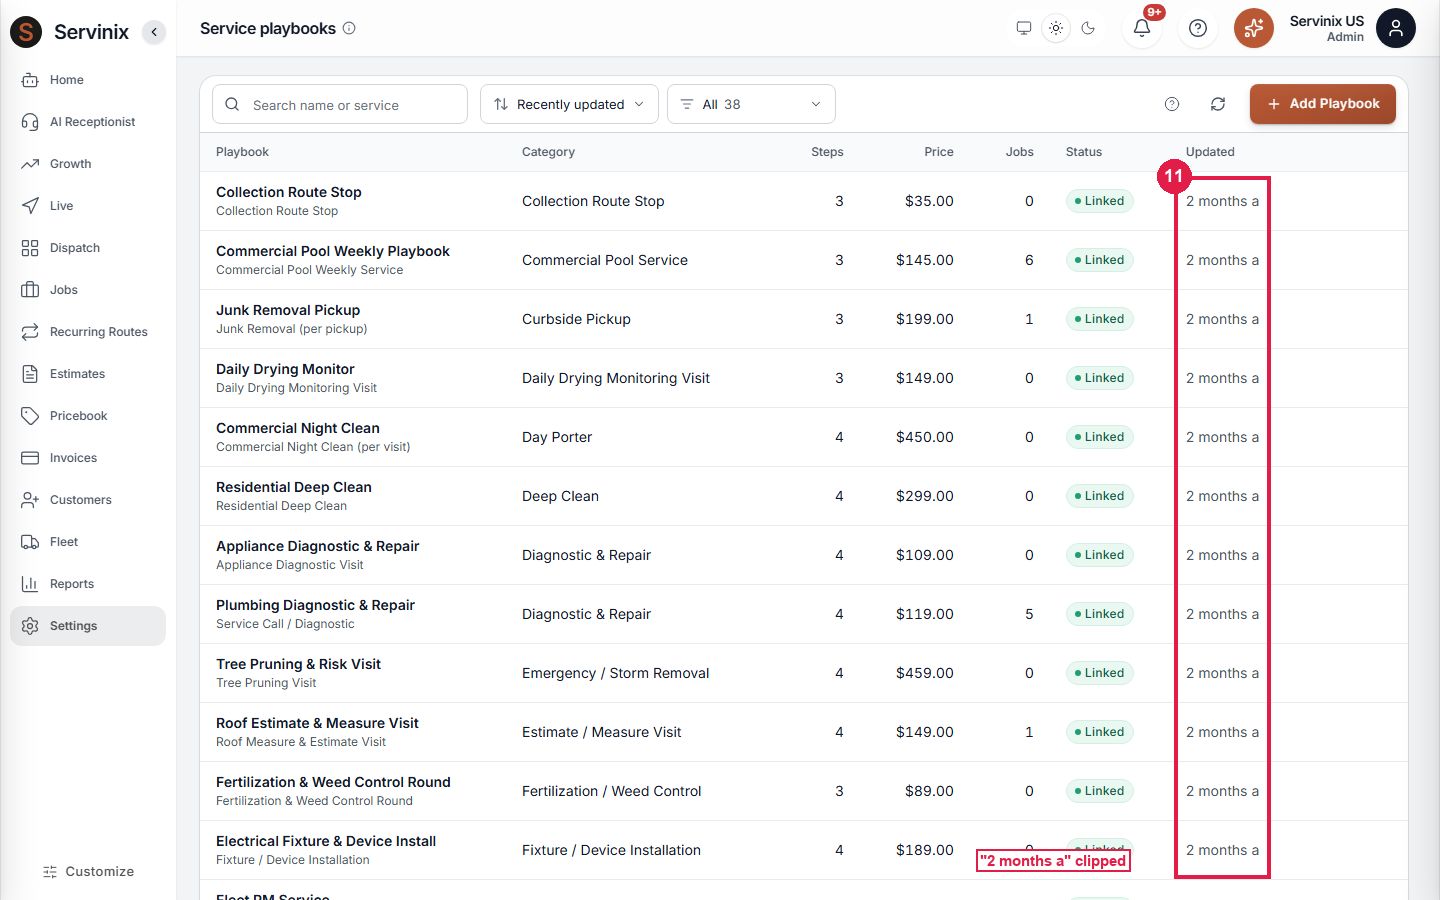 S Servinix
Service playbooks
9+
Servinix US
Admin
Home
AI Receptionist
Growth
Live
Dispatch
Jobs
Recurring Routes
Estimates
Pricebook
Invoices
Customers
Fleet
Reports
Settings
Customize
Search name or service
Recently updated
All 38
+ Add Playbook
Playbook Category Steps Price Jobs Status Updated
11
Collection Route Stop
Collection Route Stop
Collection Route Stop 3 $35.00 0 Linked 2 months a
Commercial Pool Weekly Playbook
Commercial Pool Weekly Service
Commercial Pool Service 3 $145.00 6 Linked 2 months a
Junk Removal Pickup
Junk Removal (per pickup)
Curbside Pickup 3 $199.00 1 Linked 2 months a
Daily Drying Monitor
Daily Drying Monitoring Visit
Daily Drying Monitoring Visit 3 $149.00 0 Linked 2 months a
Commercial Night Clean
Commercial Night Clean (per visit)
Day Porter 4 $450.00 0 Linked 2 months a
Residential Deep Clean
Residential Deep Clean
Deep Clean 4 $299.00 0 Linked 2 months a
Appliance Diagnostic & Repair
Appliance Diagnostic Visit
Diagnostic & Repair 4 $109.00 0 Linked 2 months a
Plumbing Diagnostic & Repair
Service Call / Diagnostic
Diagnostic & Repair 4 $119.00 5 Linked 2 months a
Tree Pruning & Risk Visit
Tree Pruning Visit
Emergency / Storm Removal 4 $459.00 0 Linked 2 months a
Roof Estimate & Measure Visit
Roof Measure & Estimate Visit
Estimate / Measure Visit 4 $149.00 1 Linked 2 months a
Fertilization & Weed Control Round
Fertilization & Weed Control Round
Fertilization / Weed Control 3 $89.00 0 Linked 2 months a
Electrical Fixture & Device Install
Fixture / Device Installation
Fixture / Device Installation 4 $189.00 0 Linked 2 months a
"2 months a" clipped
Fleet PM Service